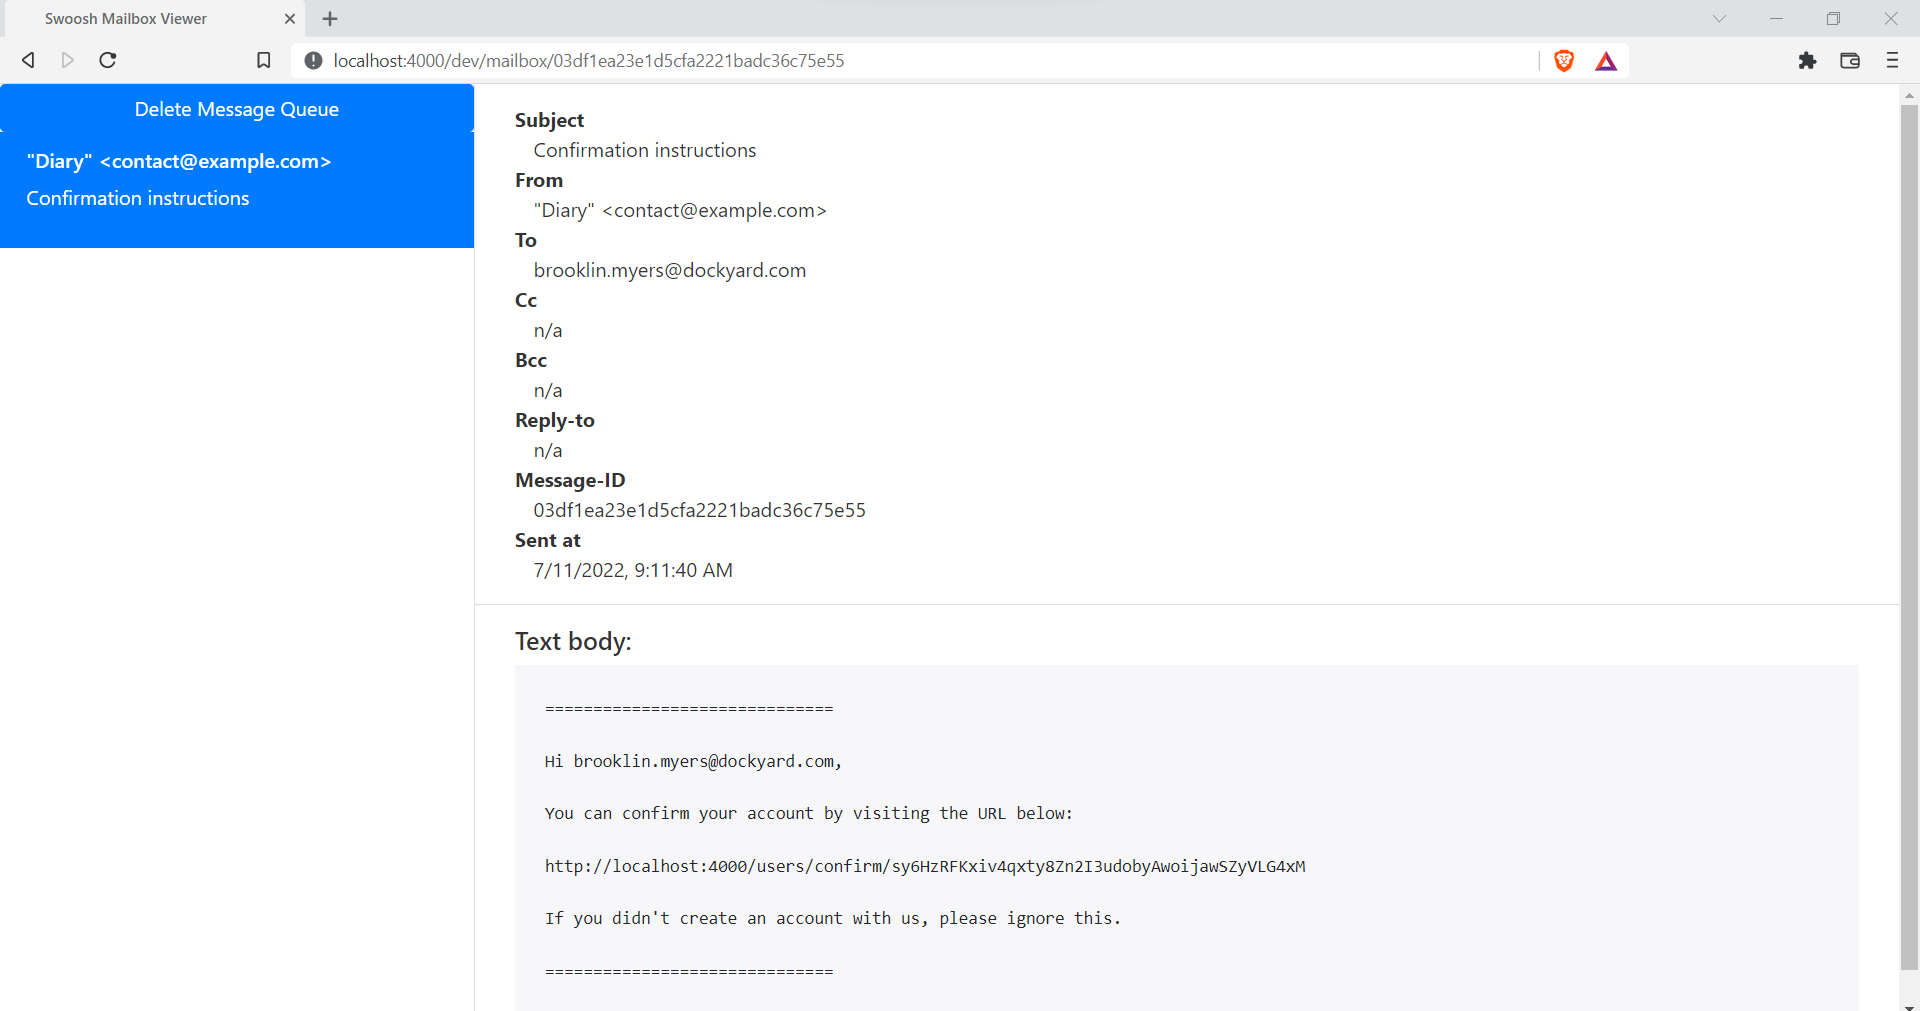 Swoosh Mailbox Viewer
localhost:4000/dev/mailbox/03df1ea23e1d5cfa2221badc36c75e55
Delete Message Queue
"Diary" <contact@example.com>
Confirmation instructions
Subject
Confirmation instructions
From
"Diary" <contact@example.com>
To
brooklin.myers@dockyard.com
Cc
n/a
Bcc
n/a
Reply-to
n/a
Message-ID
03df1ea23e1d5cfa2221badc36c75e55
Sent at
7/11/2022, 9:11:40 AM
Text body:
==============================
Hi brooklin.myers@dockyard.com,
You can confirm your account by visiting the URL below:
http://localhost:4000/users/confirm/sy6HzRFKxiv4qxty8Zn2I3udobyAwoijawSZyVLG4xM
If you didn't create an account with us, please ignore this.
==============================